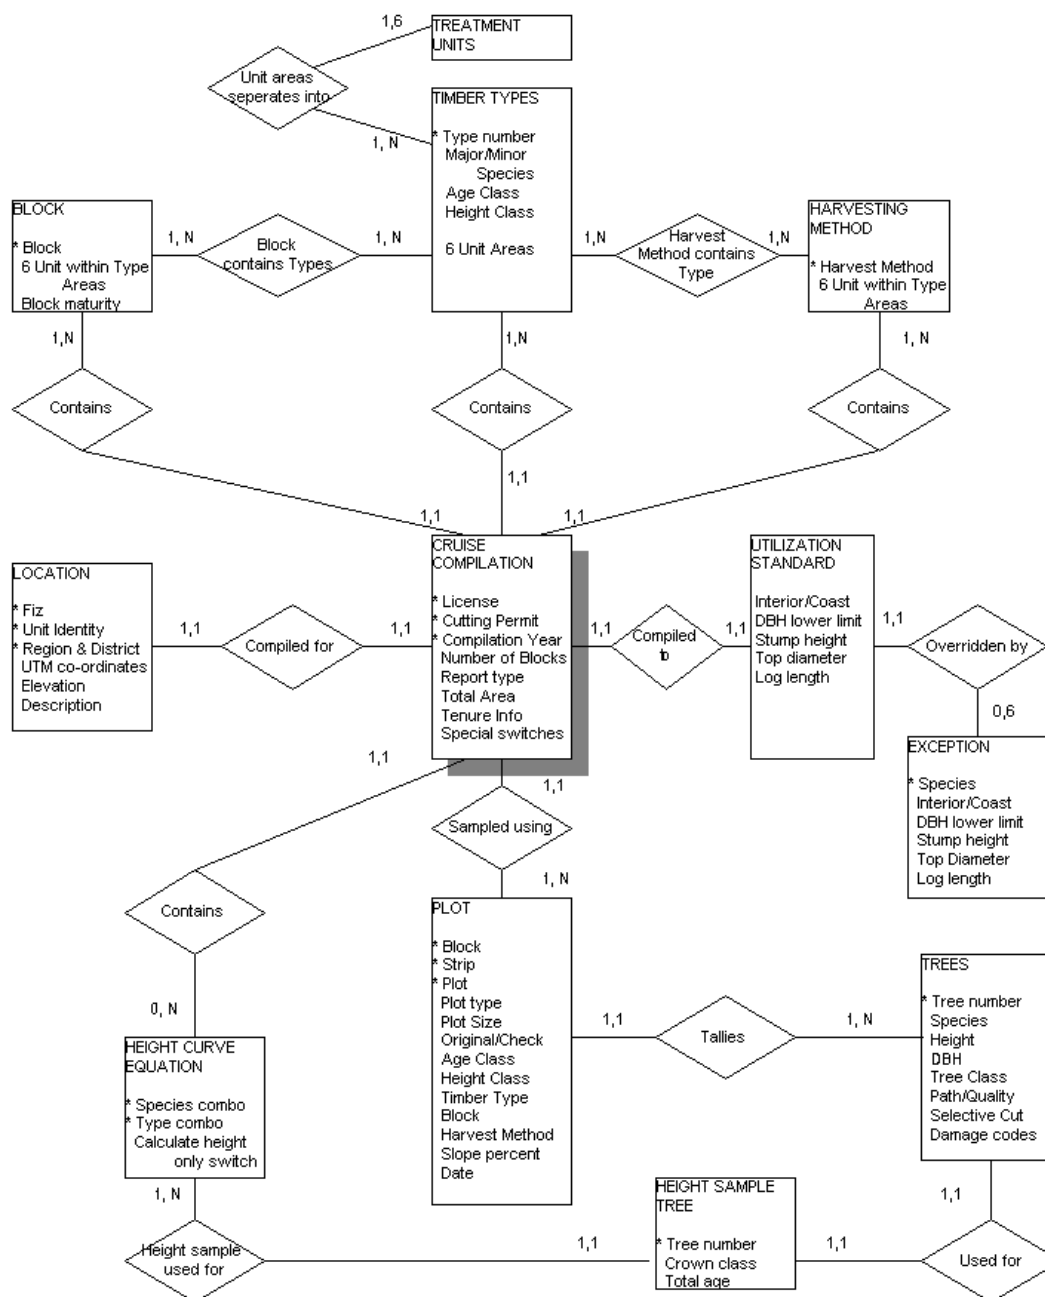 1,6
TREATMENT
UNITS
Unit areas
seperates into
1, N
TIMBER TYPES
* Type number
Major/Minor
Species
Age Class
Height Class
6 Unit Areas
BLOCK
* Block
6 Unit within Type
Areas
Block maturity
1, N
Block
contains Types
1, N
1,N
Harvest
Method contains
Type
1,N
HARVESTING
METHOD
* Harvest Method
6 Unit within Type
Areas
1,N
1,N
1, N
Contains
Contains
Contains
1,1
1,1
1,1
LOCATION
* Fiz
* Unit Identity
* Region & District
UTM co-ordinates
Elevation
Description
1,1
Compiled for
1,1
CRUISE
COMPILATION
* License
* Cutting Permit
* Compilation Year
Number of Blocks
Report type
Total Area
Tenure Info
Special switches
1,1
Compiled
to
1,1
UTILIZATION
STANDARD
Interior/Coast
DBH lower limit
Stump height
Top diameter
Log length
1,1
Overridden by
0,6
EXCEPTION
* Species
Interior/Coast
DBH lower limit
Stump height
Top Diameter
Log length
1,1
1,1
Sampled using
1, N
Contains
0, N
PLOT
* Block
* Strip
* Plot
Plot type
Plot Size
Original/Check
Age Class
Height Class
Timber Type
Block
Harvest Method
Slope percent
Date
1,1
Tallies
1, N
TREES
* Tree number
Species
Height
DBH
Tree Class
Path/Quality
Selective Cut
Damage codes
HEIGHT CURVE
EQUATION
* Species combo
* Type combo
Calculate height
only switch
1, N
Height sample
used for
1,1
HEIGHT SAMPLE
TREE
* Tree number
Crown class
Total age
1,1
1,1
Used for